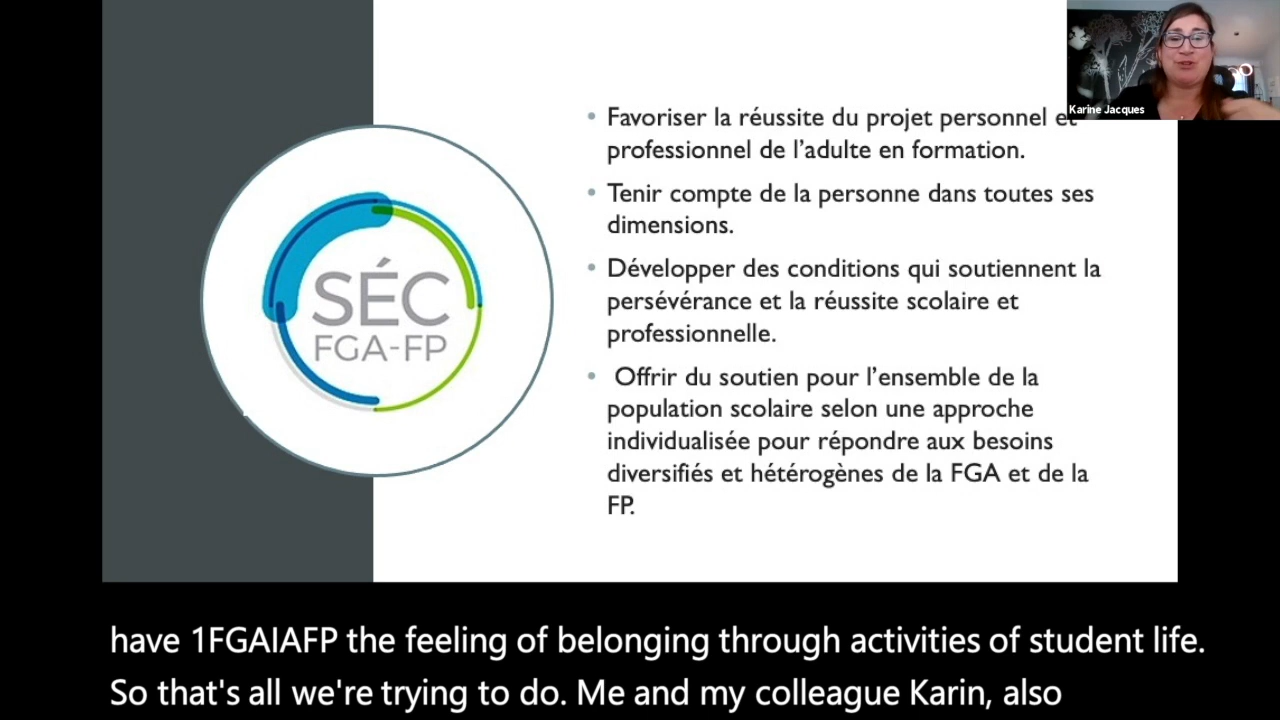 Karine Jacques
• Favoriser la réussite du projet personnel et
professionnel de l’adulte en formation.
• Tenir compte de la personne dans toutes ses
dimensions.
• Développer des conditions qui soutiennent la
persévérance et la réussite scolaire et
professionnelle.
• Offrir du soutien pour l’ensemble de la
population scolaire selon une approche
individualisée pour répondre aux besoins
diversifiés et hétérogènes de la FGA et de la
FP.
SÉC
FGA-FP
have 1FGAIAFP the feeling of belonging through activities of student life.
So that's all we're trying to do. Me and my colleague Karin, also